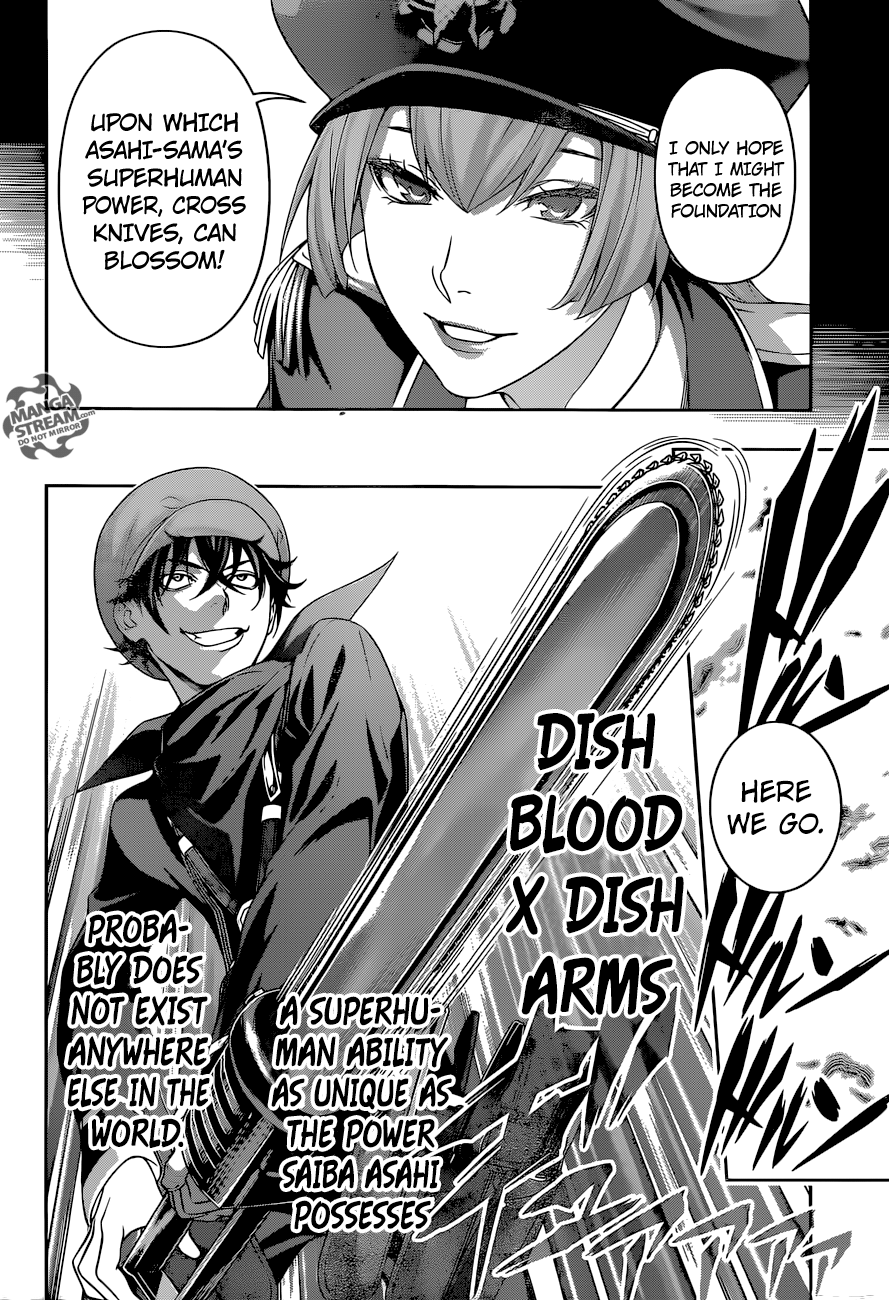 I ONLY HOPE
THAT I MIGHT
BECOME THE
FOUNDATION
UPON WHICH
ASAHI-SAMA'S
SUPERHUMAN
POWER, CROSS
KNIVES, CAN
BLOSSOM!
MANGA
STREAM.com
DO NOT MIRROR
HERE
WE GO.
DISH
BLOOD
X DISH
ARMS
A SUPERHU-
MAN ABILITY
AS UNIQUE AS
THE POWER
SAIBA ASAHI
POSSESSES
PROBA-
BLY DOES
NOT EXIST
ANYWHERE
ELSE IN THE
WORLD.